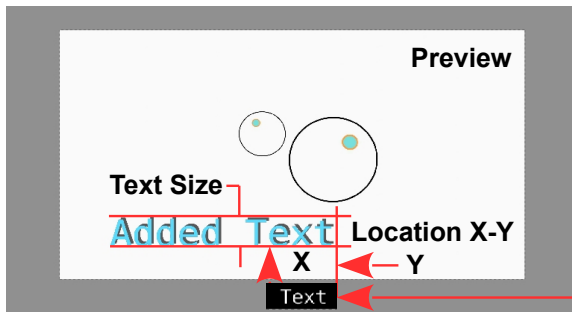 Preview
Text Size
Added Text
Location X-Y
X
Y
Text